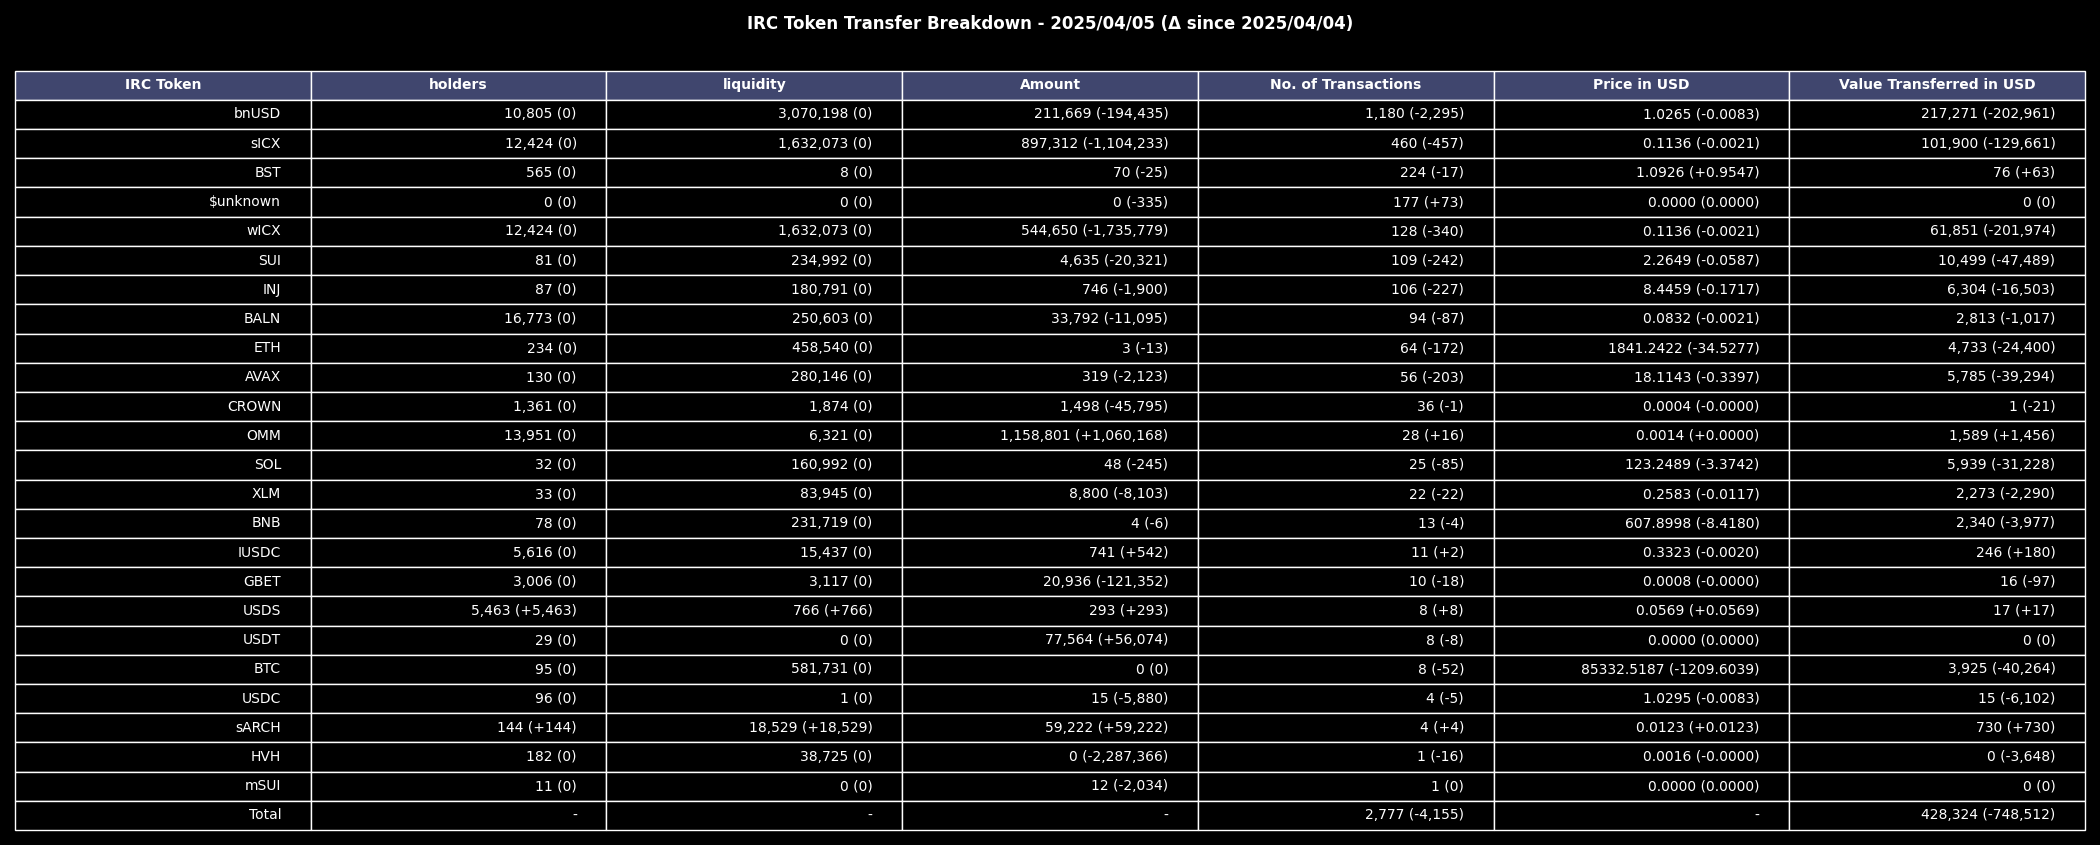 IRC Token Transfer Breakdown - 2025/04/05 (Δ since 2025/04/04)
IRC Token holders liquidity Amount No. of Transactions Price in USD Value Transferred in USD
bnUSD 10,805 (0) 3,070,198 (0) 211,669 (-194,435) 1,180 (-2,295) 1.0265 (-0.0083) 217,271 (-202,961)
sICX 12,424 (0) 1,632,073 (0) 897,312 (-1,104,233) 460 (-457) 0.1136 (-0.0021) 101,900 (-129,661)
BST 565 (0) 8 (0) 70 (-25) 224 (-17) 1.0926 (+0.9547) 76 (+63)
$unknown 0 (0) 0 (0) 0 (-335) 177 (+73) 0.0000 (0.0000) 0 (0)
wICX 12,424 (0) 1,632,073 (0) 544,650 (-1,735,779) 128 (-340) 0.1136 (-0.0021) 61,851 (-201,974)
SUI 81 (0) 234,992 (0) 4,635 (-20,321) 109 (-242) 2.2649 (-0.0587) 10,499 (-47,489)
INJ 87 (0) 180,791 (0) 746 (-1,900) 106 (-227) 8.4459 (-0.1717) 6,304 (-16,503)
BALN 16,773 (0) 250,603 (0) 33,792 (-11,095) 94 (-87) 0.0832 (-0.0021) 2,813 (-1,017)
ETH 234 (0) 458,540 (0) 3 (-13) 64 (-172) 1841.2422 (-34.5277) 4,733 (-24,400)
AVAX 130 (0) 280,146 (0) 319 (-2,123) 56 (-203) 18.1143 (-0.3397) 5,785 (-39,294)
CROWN 1,361 (0) 1,874 (0) 1,498 (-45,795) 36 (-1) 0.0004 (-0.0000) 1 (-21)
OMM 13,951 (0) 6,321 (0) 1,158,801 (+1,060,168) 28 (+16) 0.0014 (+0.0000) 1,589 (+1,456)
SOL 32 (0) 160,992 (0) 48 (-245) 25 (-85) 123.2489 (-3.3742) 5,939 (-31,228)
XLM 33 (0) 83,945 (0) 8,800 (-8,103) 22 (-22) 0.2583 (-0.0117) 2,273 (-2,290)
BNB 78 (0) 231,719 (0) 4 (-6) 13 (-4) 607.8998 (-8.4180) 2,340 (-3,977)
IUSDC 5,616 (0) 15,437 (0) 741 (+542) 11 (+2) 0.3323 (-0.0020) 246 (+180)
GBET 3,006 (0) 3,117 (0) 20,936 (-121,352) 10 (-18) 0.0008 (-0.0000) 16 (-97)
USDS 5,463 (+5,463) 766 (+766) 293 (+293) 8 (+8) 0.0569 (+0.0569) 17 (+17)
USDT 29 (0) 0 (0) 77,564 (+56,074) 8 (-8) 0.0000 (0.0000) 0 (0)
BTC 95 (0) 581,731 (0) 0 (0) 8 (-52) 85332.5187 (-1209.6039) 3,925 (-40,264)
USDC 96 (0) 1 (0) 15 (-5,880) 4 (-5) 1.0295 (-0.0083) 15 (-6,102)
sARCH 144 (+144) 18,529 (+18,529) 59,222 (+59,222) 4 (+4) 0.0123 (+0.0123) 730 (+730)
HVH 182 (0) 38,725 (0) 0 (-2,287,366) 1 (-16) 0.0016 (-0.0000) 0 (-3,648)
mSUI 11 (0) 0 (0) 12 (-2,034) 1 (0) 0.0000 (0.0000) 0 (0)
Total - - - 2,777 (-4,155) - 428,324 (-748,512)